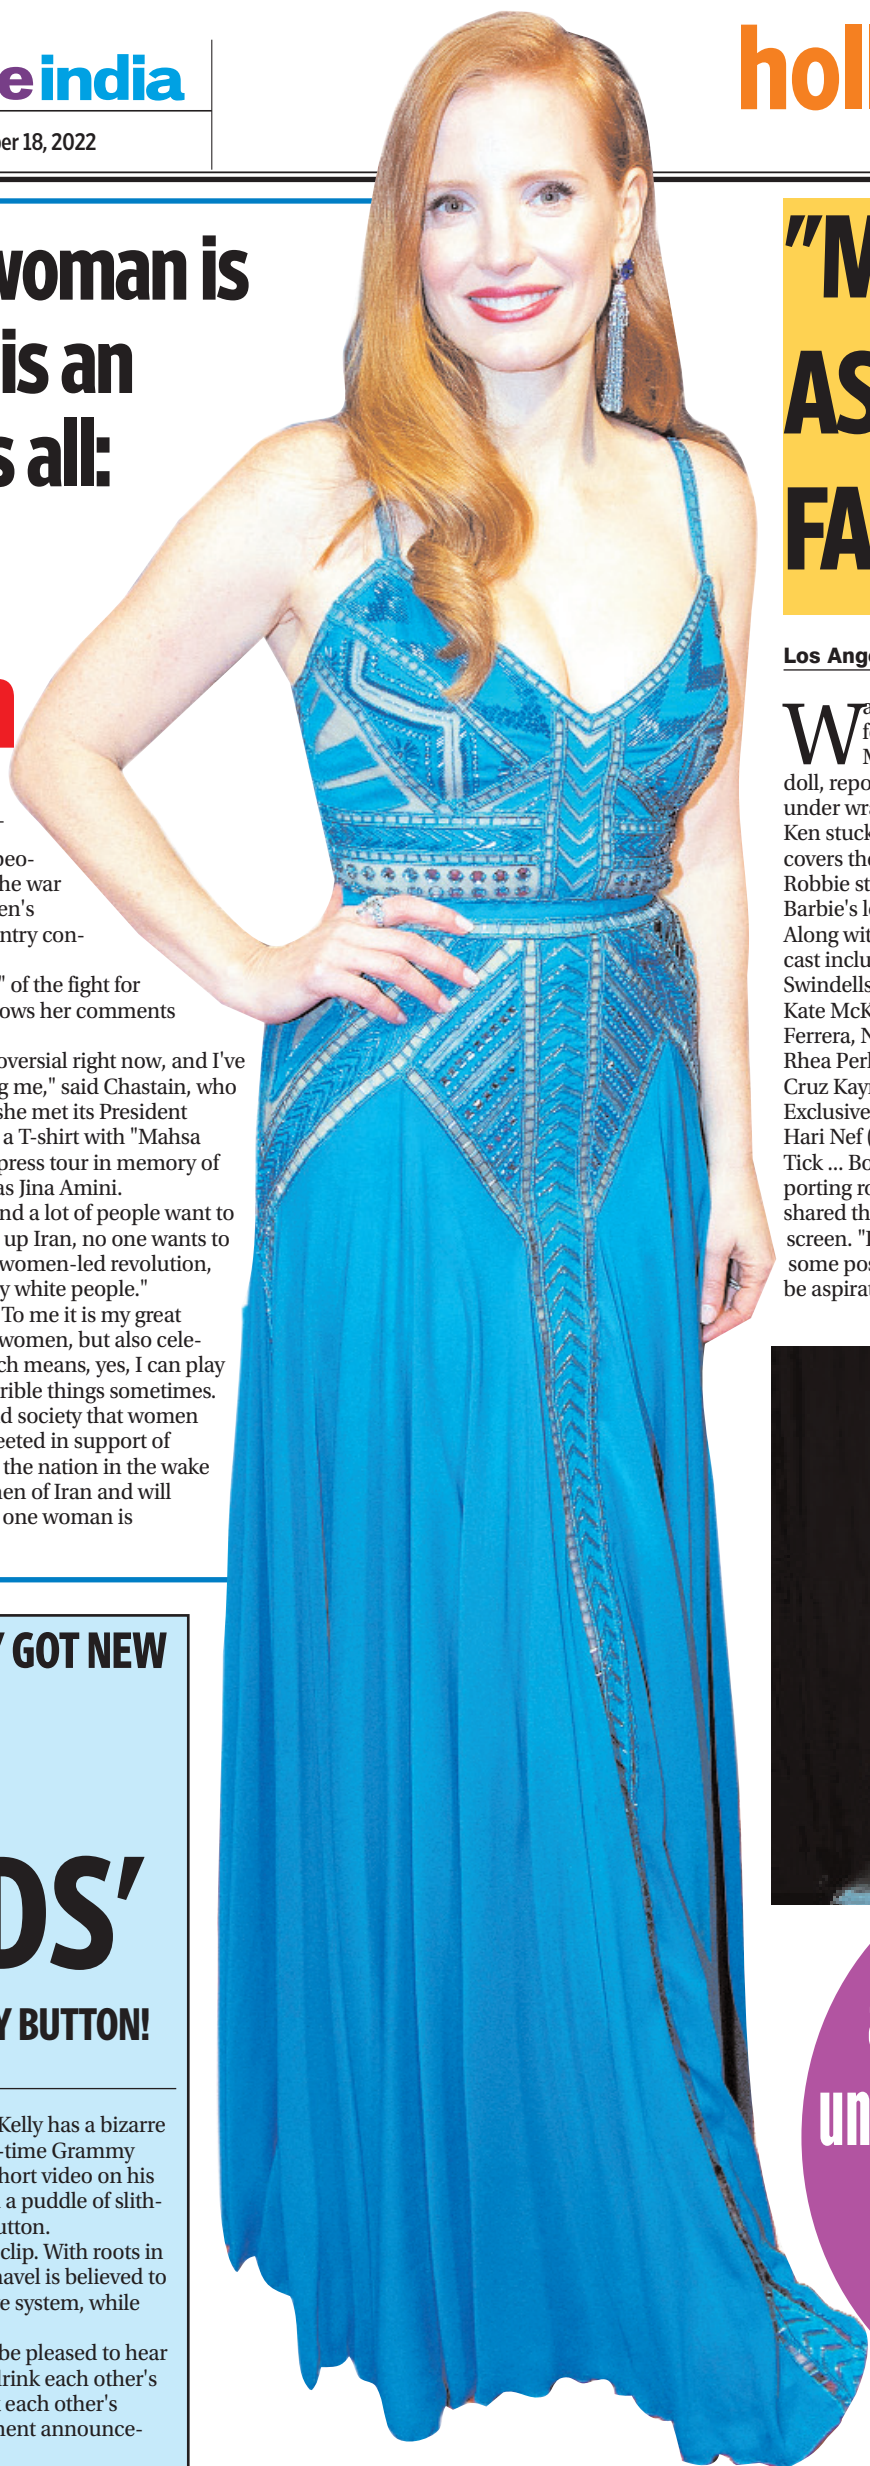 e india
er 18, 2022
holl
woman is
is an
s all:
"M
AS
FA
Los Ang
peo-
he war
en's
ntry con-
" of the fight for
ows her comments
oversial right now, and I've
g me," said Chastain, who
she met its President
a T-shirt with "Mahsa
press tour in memory of
as Jina Amini.
nd a lot of people want to
up Iran, no one wants to
women-led revolution,
y white people."
To me it is my great
women, but also cele-
ch means, yes, I can play
rible things sometimes.
d society that women
eeted in support of
the nation in the wake
en of Iran and will
one woman is
Wa
fe
M
doll, repo
under wra
Ken stuck
covers the
Robbie st
Barbie's l
Along wit
cast inclu
Swindells
Kate McK
Ferrera, N
Rhea Perl
Cruz Kayn
Exclusive
Hari Nef (
Tick ... Bo
porting ro
shared th
screen. "I
some pos
be aspira
Y GOT NEW
DS'
Y BUTTON!
Kelly has a bizarre
-time Grammy
hort video on his
a puddle of slith-
utton.
clip. With roots in
navel is believed to
e system, while
be pleased to hear
drink each other's
each other's
ment announce-
un